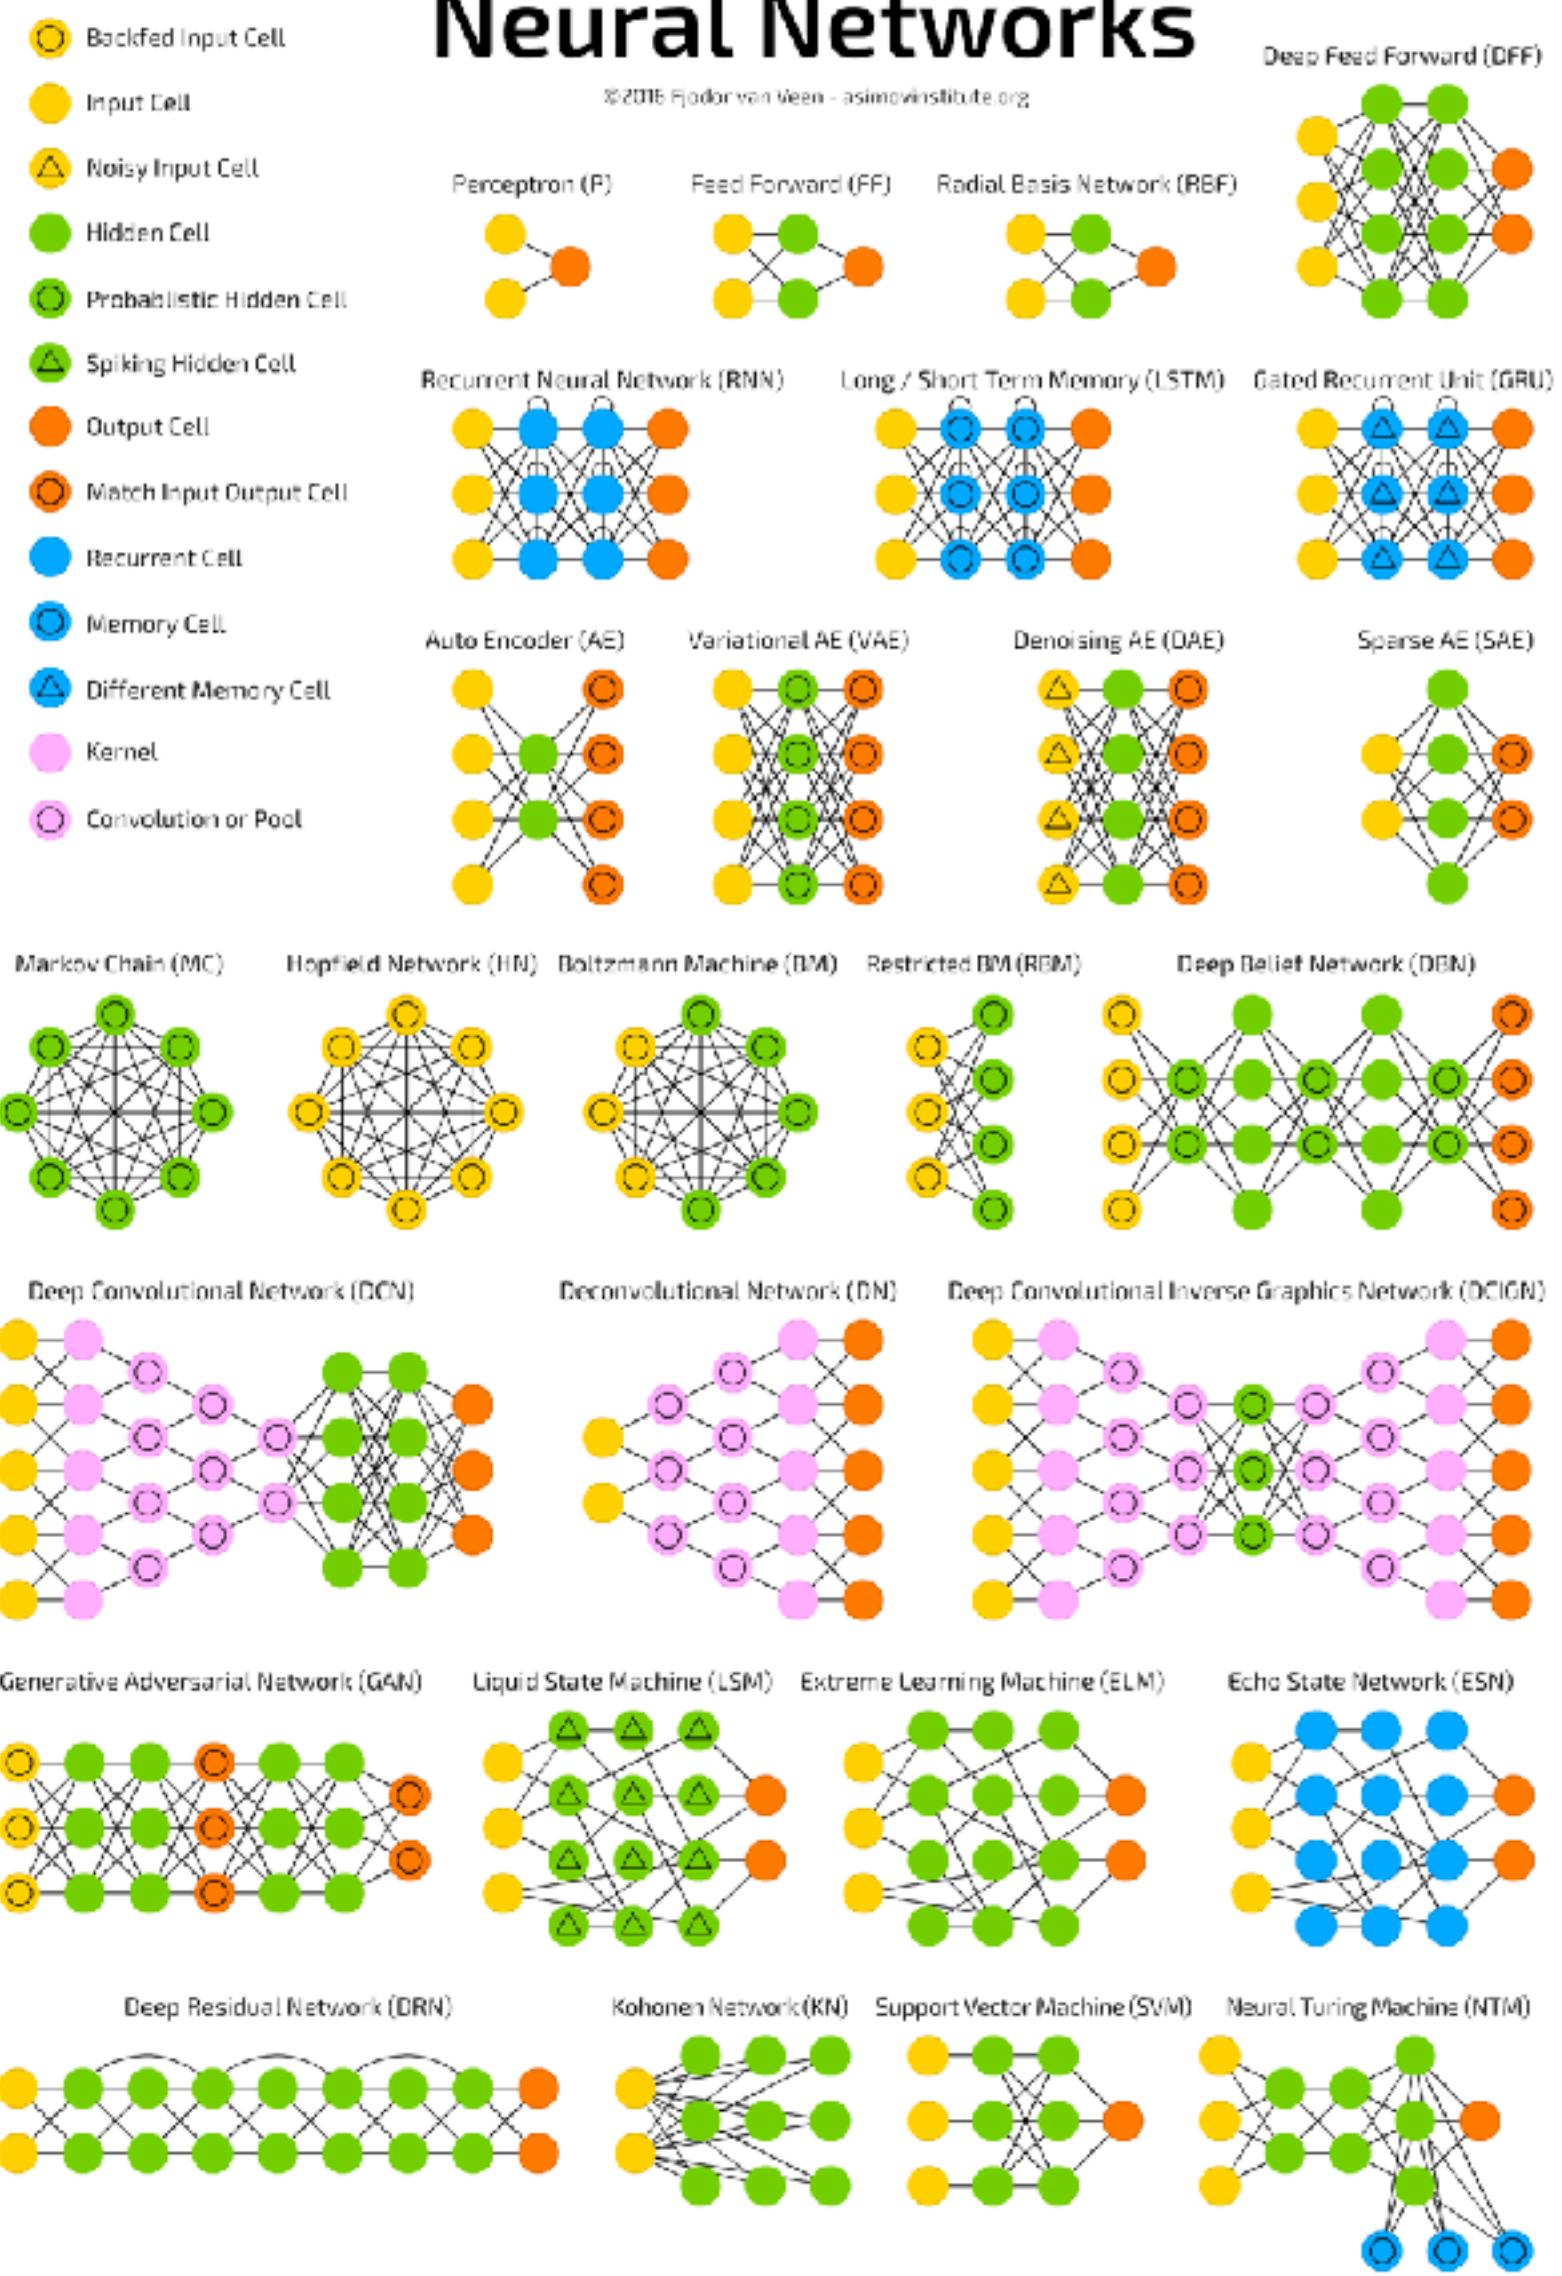 Neural Networks
©2016 Fjodor van Veen - asimovinstitute.org
Backfed Input Cell
Input Cell
Noisy Input Cell
Hidden Cell
Probablistic Hidden Cell
Spiking Hidden Cell
Output Cell
Match Input Output Cell
Recurrent Cell
Memory Cell
Different Memory Cell
Kernel
Convolution or Pool
Deep Feed Forward (DFF)
Perceptron (P)
Feed Forward (FF)
Radial Basis Network (RBF)
Recurrent Neural Network (RNN)
Long / Short Term Memory (LSTM)
Gated Recurrent Unit (GRU)
Auto Encoder (AE)
Variational AE (VAE)
Denoising AE (DAE)
Sparse AE (SAE)
Markov Chain (MC)
Hopfield Network (HN)
Boltzmann Machine (BM)
Restricted BM (RBM)
Deep Belief Network (DBN)
Deep Convolutional Network (DCN)
Deconvolutional Network (DN)
Deep Convolutional Inverse Graphics Network (DCIGN)
Generative Adversarial Network (GAN)
Liquid State Machine (LSM)
Extreme Learning Machine (ELM)
Echo State Network (ESN)
Deep Residual Network (DRN)
Kohonen Network (KN)
Support Vector Machine (SVM)
Neural Turing Machine (NTM)